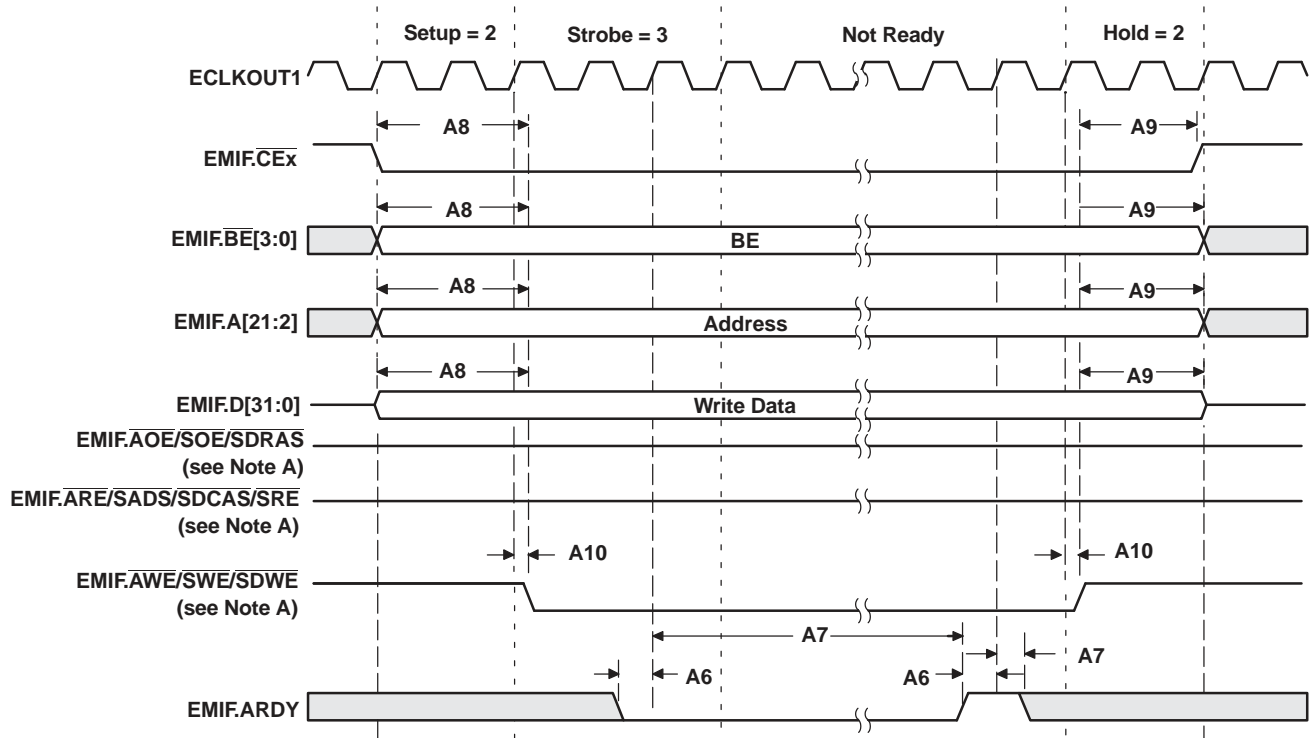 Setup = 2
Strobe = 3
Not Ready
Hold = 2
ECLKOUT1
A8
A9
EMIF.CEx
A8
A9
EMIF.BE[3:0]
BE
A8
A9
EMIF.A[21:2]
Address
A8
A9
EMIF.D[31:0]
Write Data
EMIF.AOE/SOE/SDRAS
(see Note A)
EMIF.ARE/SADS/SDCAS/SRE
(see Note A)
A10
A10
EMIF.AWE/SWE/SDWE
(see Note A)
A7
A7
A6
A6
EMIF.ARDY